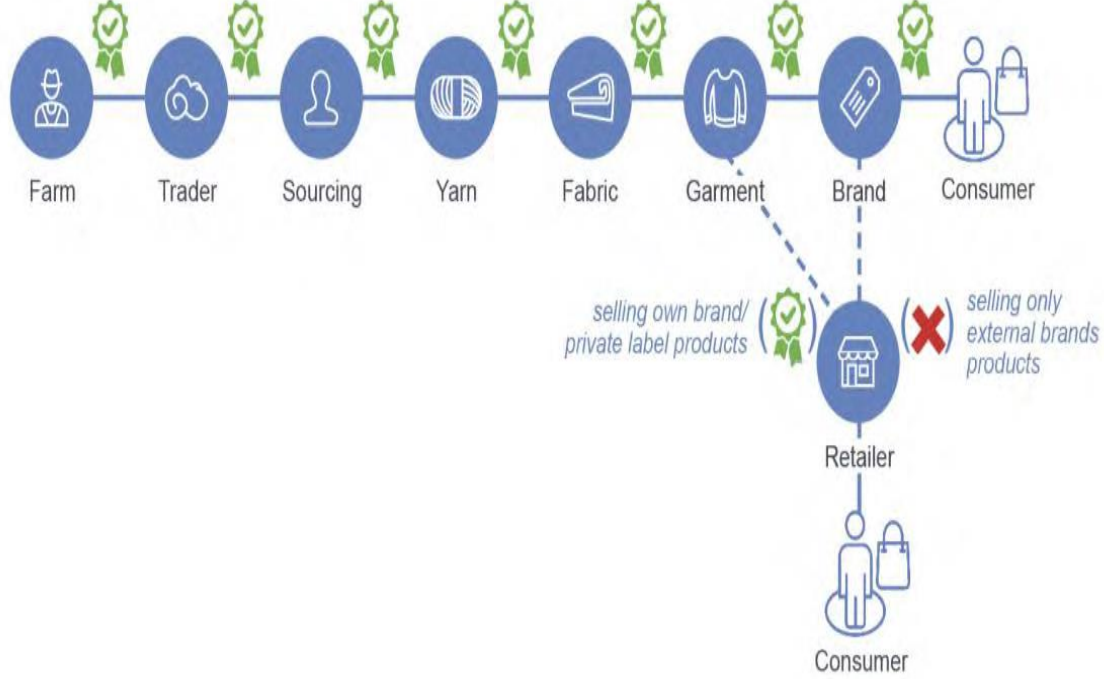 Farm
Trader
Sourcing
Yarn
Fabric
Garment
Brand
Consumer
selling own brand/
private label products
selling only
external brands
products
Retailer
Consumer